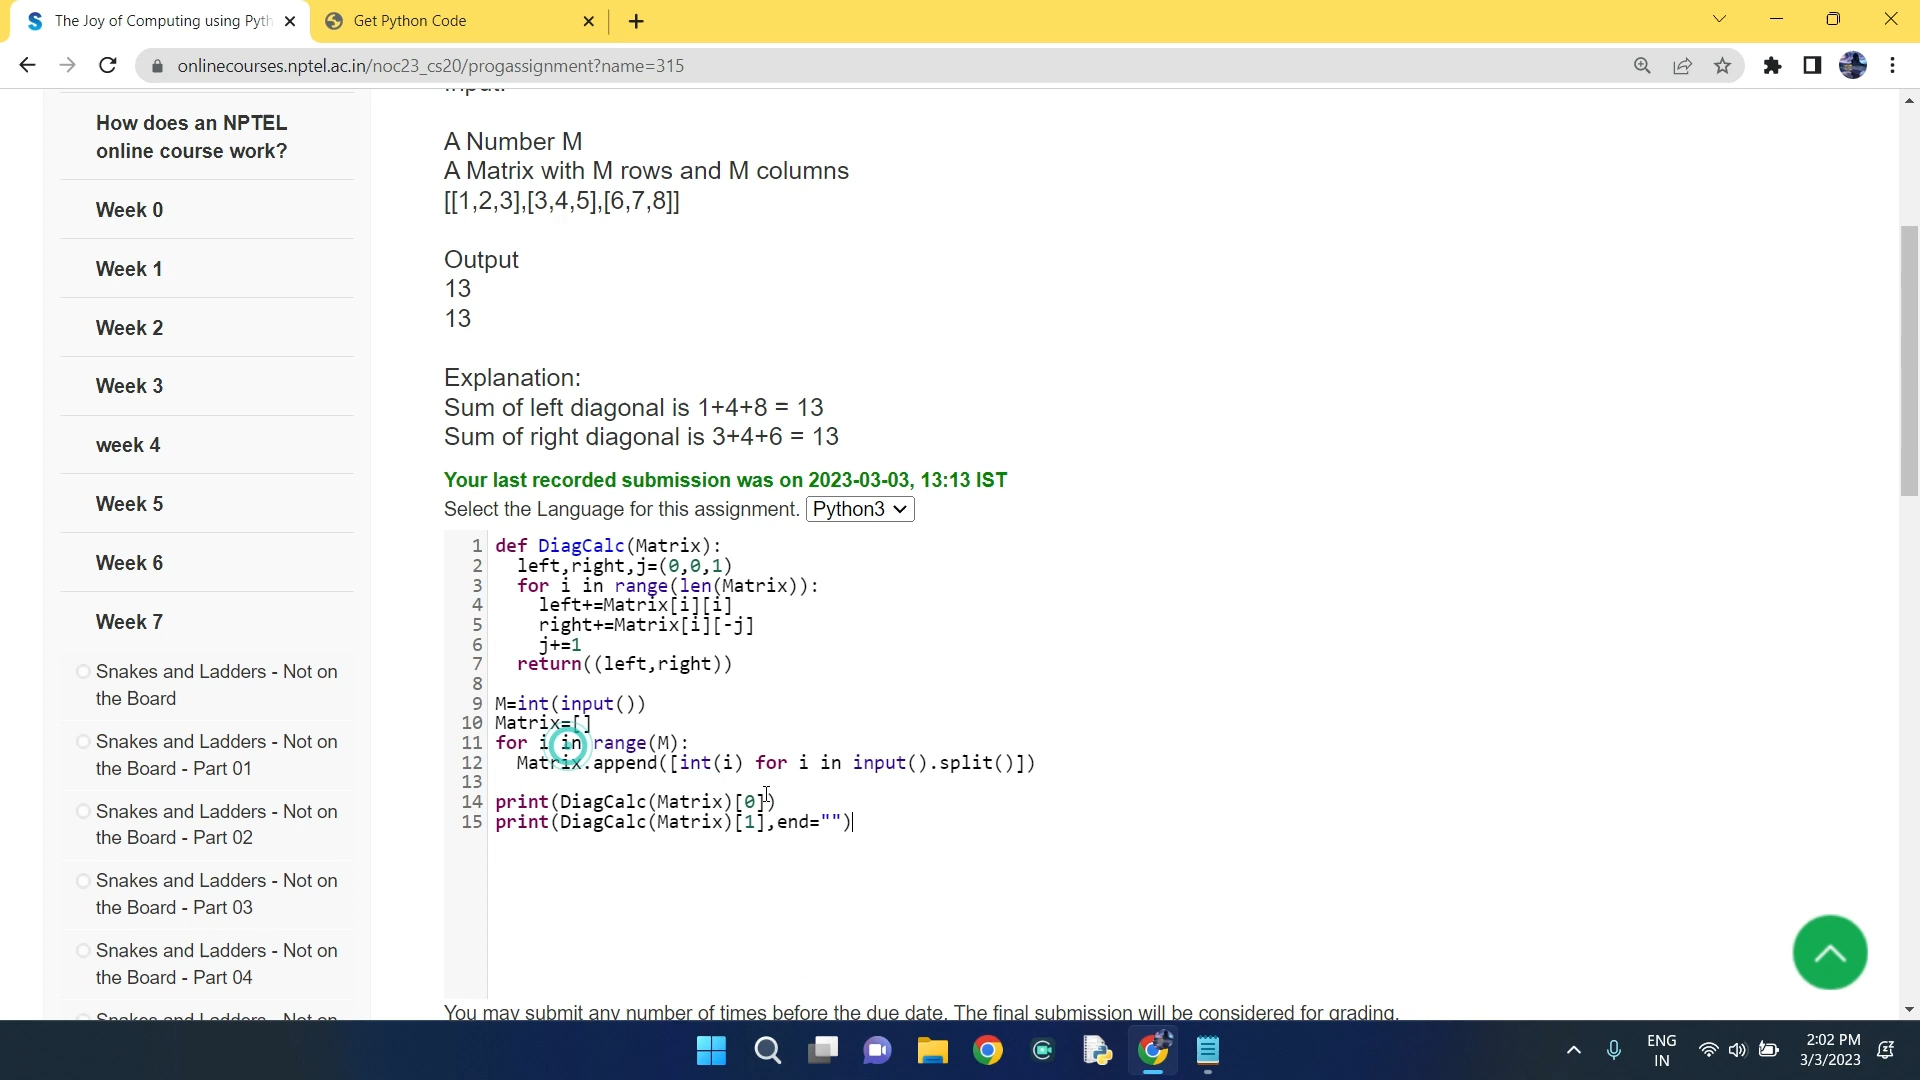 The Joy of Computing using Pyth
Get Python Code
onlinecourses.nptel.ac.in/noc23_cs20/progassignment?name=315
How does an NPTEL
online course work?
Week 0
Week 1
Week 2
Week 3
week 4
Week 5
Week 6
Week 7
Snakes and Ladders - Not on
the Board
Snakes and Ladders - Not on
the Board - Part 01
Snakes and Ladders - Not on
the Board - Part 02
Snakes and Ladders - Not on
the Board - Part 03
Snakes and Ladders - Not on
the Board - Part 04
Snakes and Ladders - Not on
Input:
A Number M
A Matrix with M rows and M columns
[[1,2,3],[3,4,5],[6,7,8]]
Output
13
13
Explanation:
Sum of left diagonal is 1+4+8 = 13
Sum of right diagonal is 3+4+6 = 13
Your last recorded submission was on 2023-03-03, 13:13 IST
Select the Language for this assignment. Python3
1 def DiagCalc(Matrix):
2 left,right,j=(0,0,1)
3 for i in range(len(Matrix)):
4 left+=Matrix[i][i]
5 right+=Matrix[i][-j]
6 j+=1
7 return((left,right))
8
9 M=int(input())
10 Matrix=[]
11 for i in range(M):
12 Matrix.append([int(i) for i in input().split()])
13
14 print(DiagCalc(Matrix)[0])
15 print(DiagCalc(Matrix)[1],end="")
You may submit any number of times before the due date. The final submission will be considered for grading.
ENG
IN
2:02 PM
3/3/2023